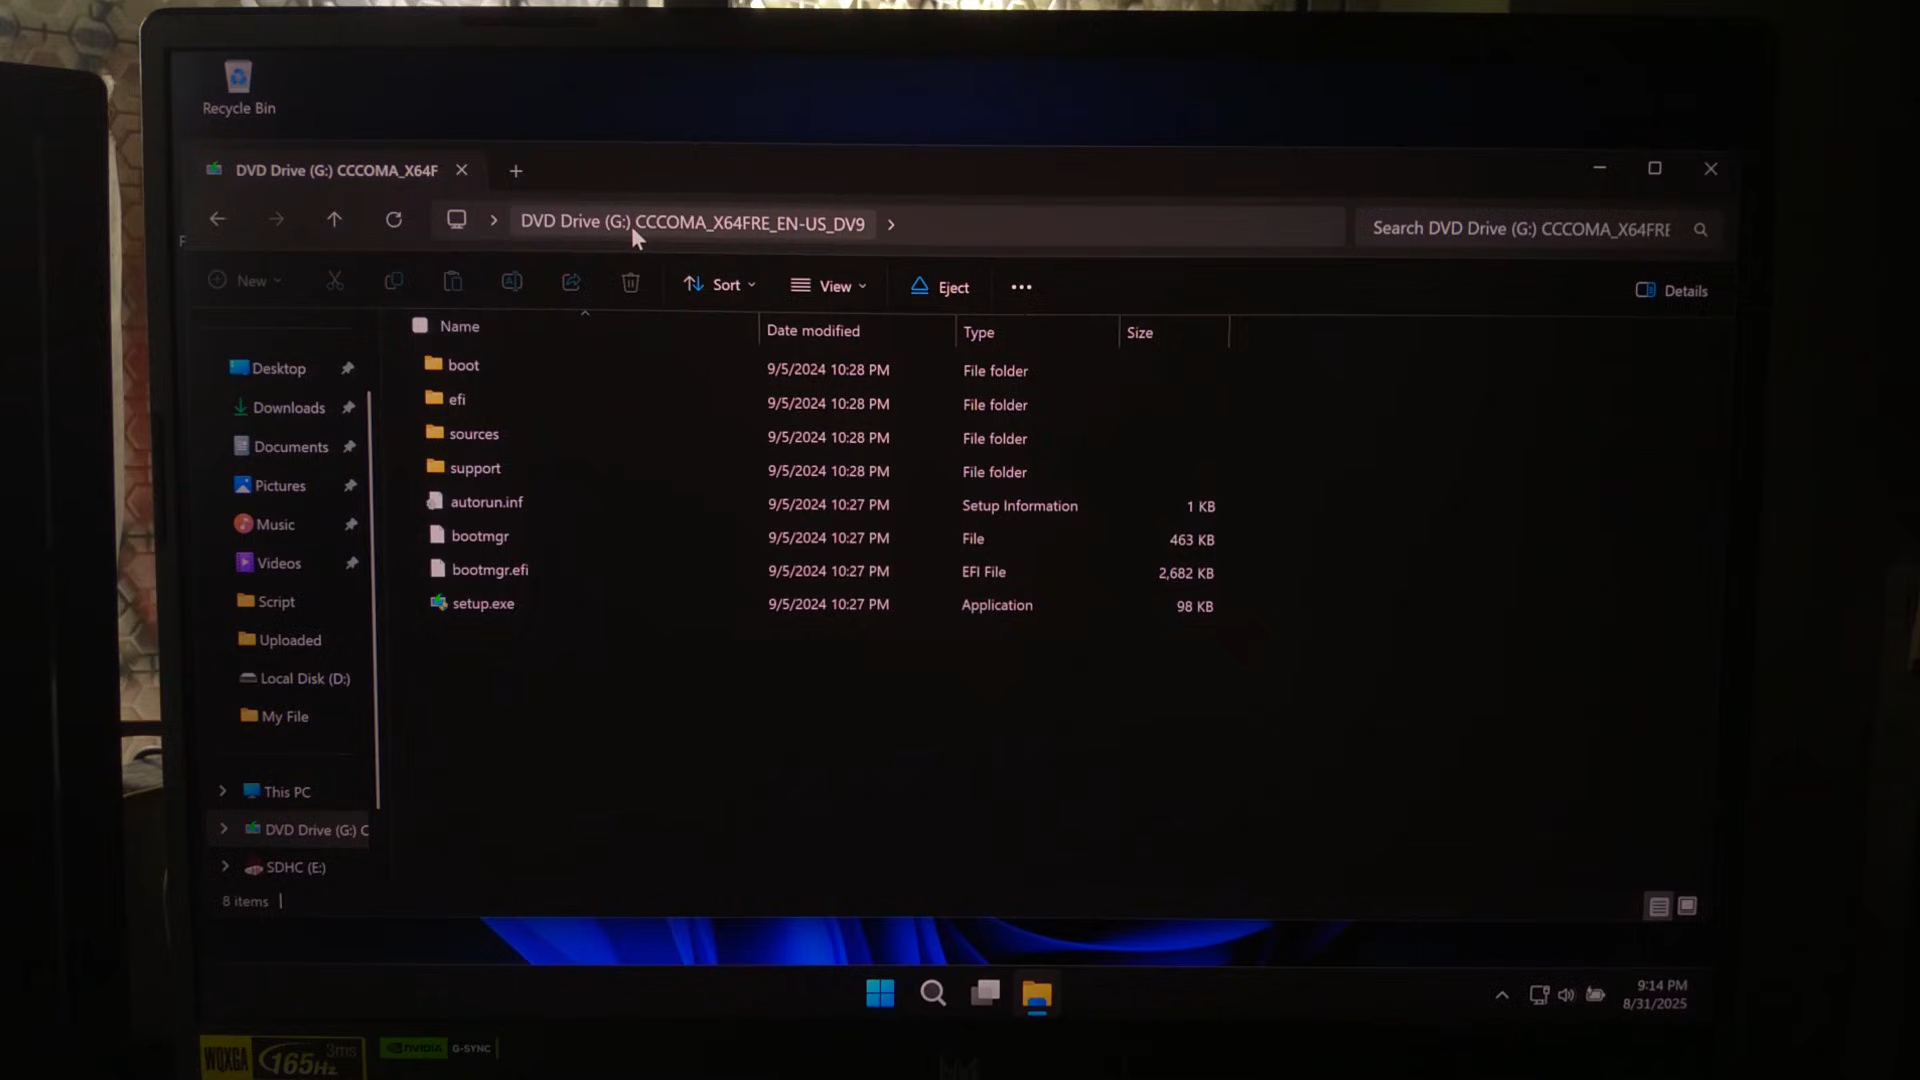 Recycle Bin
DVD Drive (G:) CCCOMA_X64F
DVD Drive (G:) CCCOMA_X64FRE_EN-US_DV9
Search DVD Drive (G:) CCCOMA_X64FRE
F
New
Sort
View
Eject
Details
Name Date modified Type Size
boot 9/5/2024 10:28 PM File folder
efi 9/5/2024 10:28 PM File folder
sources 9/5/2024 10:28 PM File folder
support 9/5/2024 10:28 PM File folder
autorun.inf 9/5/2024 10:27 PM Setup Information 1 KB
bootmgr 9/5/2024 10:27 PM File 463 KB
bootmgr.efi 9/5/2024 10:27 PM EFI File 2,682 KB
setup.exe 9/5/2024 10:27 PM Application 98 KB
Desktop
Downloads
Documents
Pictures
Music
Videos
Script
Uploaded
Local Disk (D:)
My File
This PC
DVD Drive (G:) C
SDHC (E:)
8 items
9:14 PM
8/31/2025
WQXGA 165Hz 3ms
NVIDIA G-SYNC